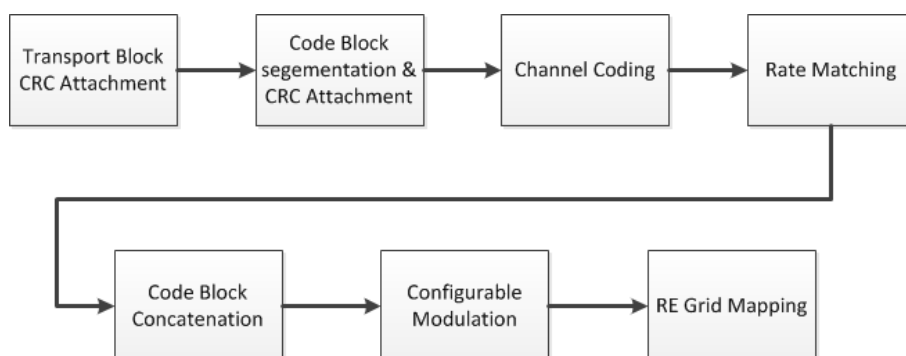 Transport Block
CRC Attachment
Code Block
segementation &
CRC Attachment
Channel Coding
Rate Matching
Code Block
Concatenation
Configurable
Modulation
RE Grid Mapping